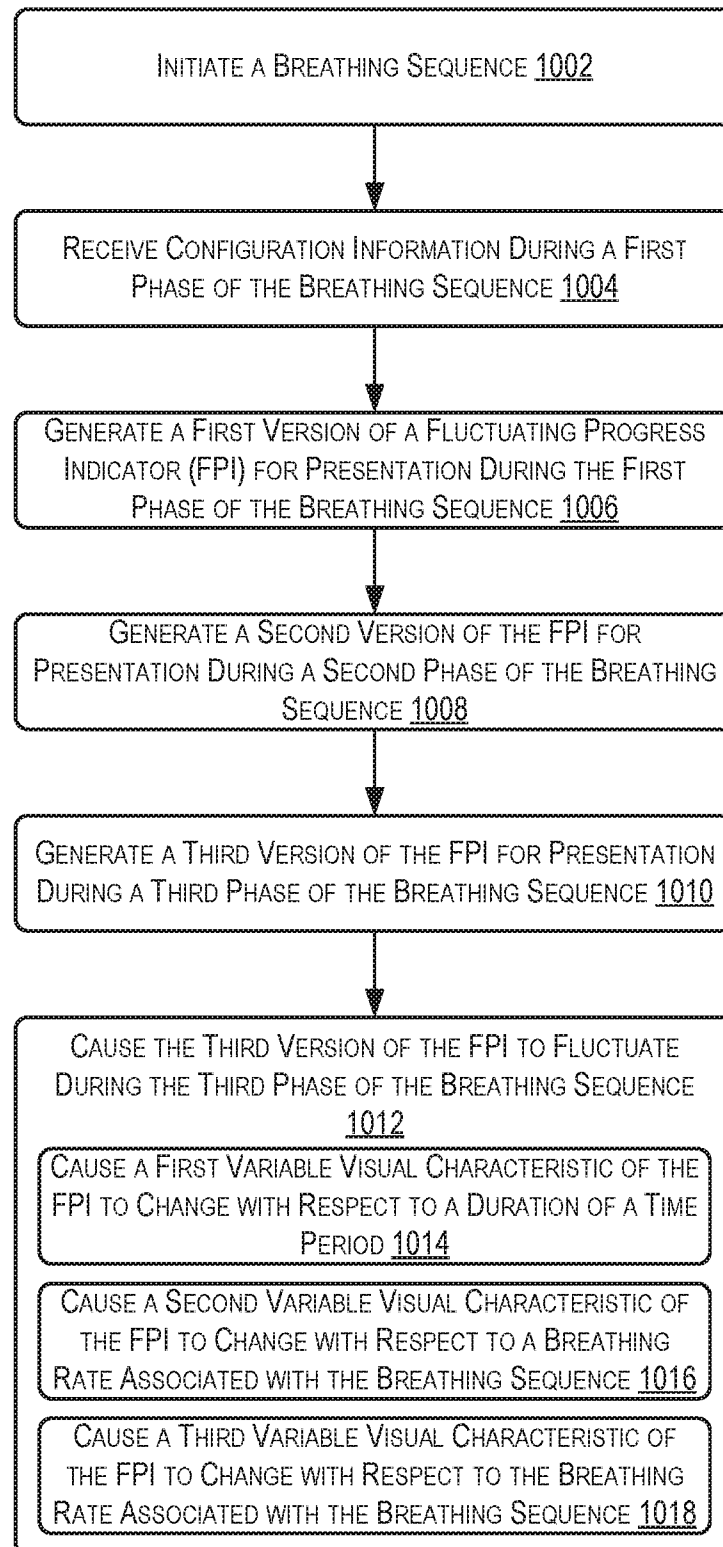 INITIATE A BREATHING SEQUENCE 1002
RECEIVE CONFIGURATION INFORMATION DURING A FIRST
PHASE OF THE BREATHING SEQUENCE 1004
GENERATE A FIRST VERSION OF A FLUCTUATING PROGRESS
INDICATOR (FPI) FOR PRESENTATION DURING THE FIRST
PHASE OF THE BREATHING SEQUENCE 1006
GENERATE A SECOND VERSION OF THE FPI FOR
PRESENTATION DURING A SECOND PHASE OF THE BREATHING
SEQUENCE 1008
GENERATE A THIRD VERSION OF THE FPI FOR PRESENTATION
DURING A THIRD PHASE OF THE BREATHING SEQUENCE 1010
CAUSE THE THIRD VERSION OF THE FPI TO FLUCTUATE
DURING THE THIRD PHASE OF THE BREATHING SEQUENCE
1012
CAUSE A FIRST VARIABLE VISUAL CHARACTERISTIC OF THE
FPI TO CHANGE WITH RESPECT TO A DURATION OF A TIME
PERIOD 1014
CAUSE A SECOND VARIABLE VISUAL CHARACTERISTIC OF
THE FPI TO CHANGE WITH RESPECT TO A BREATHING
RATE ASSOCIATED WITH THE BREATHING SEQUENCE 1016
CAUSE A THIRD VARIABLE VISUAL CHARACTERISTIC OF
THE FPI TO CHANGE WITH RESPECT TO THE BREATHING
RATE ASSOCIATED WITH THE BREATHING SEQUENCE 1018